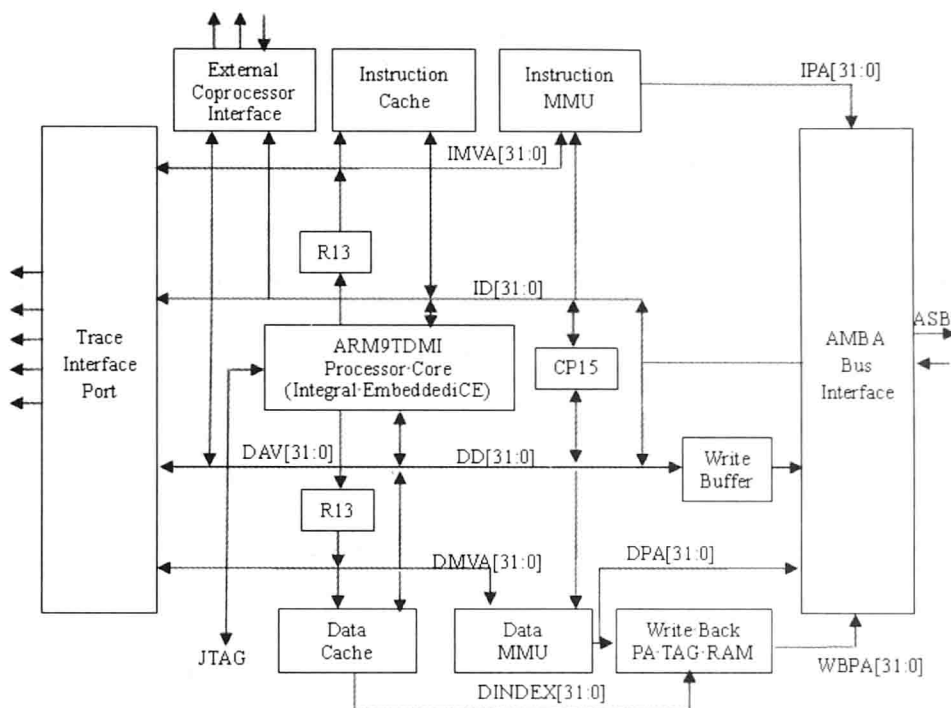 External
Coprocessor
Interface
Instruction
Cache
Instruction
MMU
IPA[31:0]
IMVA[31:0]
R13
ID[31:0]
Trace
Interface
Port
ARM9TDMI
Processor·Core
(Integral·EmbeddediCE)
CP15
AMBA
Bus
Interface
ASB
DAV[31:0]
DD[31:0]
Write
Buffer
R13
DMVA[31:0]
DPA[31:0]
JTAG
Data
Cache
Data
MMU
Write·Back
PA·TAG·RAM
WBPA[31:0]
DINDEX[31:0]